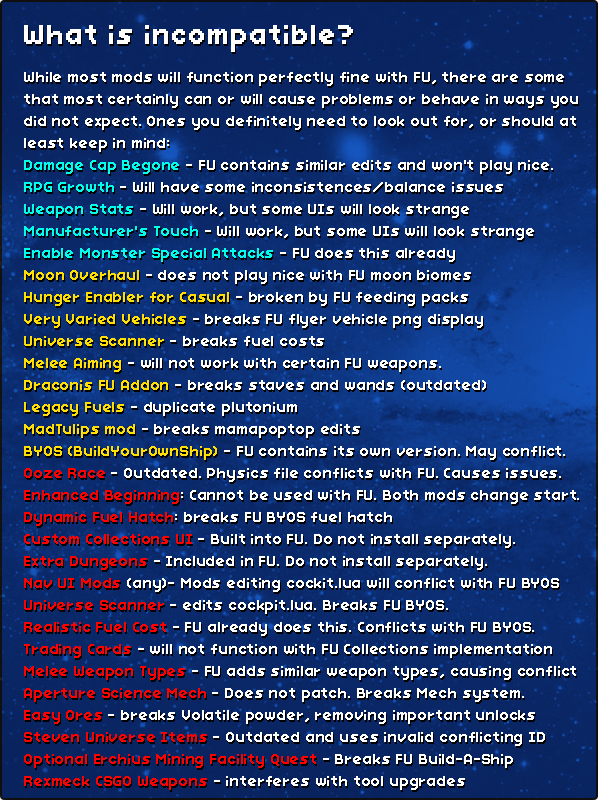 What is incompatible?
While most mods will function perfectly fine with FU, there are some
that most certainly can or will cause problems or behave in ways you
did not expect. Ones you definitely need to look out for, or should at
least keep in mind:
Damage Cap Begone - FU contains similar edits and won't play nice.
RPG Growth - Will have some inconsistences/balance issues
Weapon Stats - Will work, but some UIs will look strange
Manufacturer's Touch - Will work, but some UIs will look strange
Enable Monster Special Attacks - FU does this already
Moon Overhaul - does not play nice with FU moon biomes
Hunger Enabler for Casual - broken by FU feeding packs
Very Varied Vehicles - breaks FU flyer vehicle png display
Universe Scanner - breaks fuel costs
Melee Aiming - will not work with certain FU weapons.
Draconis FU Addon - breaks staves and wands (outdated)
Legacy Fuels - duplicate plutonium
MadTulips mod - breaks mamapoptop edits
BYOS (BuildYourOwnShip) - FU contains its own version. May conflict.
Ooze Race - Outdated. Physics file conflicts with FU. Causes issues.
Enhanced Beginning: Cannot be used with FU. Both mods change start.
Dynamic Fuel Hatch: breaks FU BYOS fuel hatch
Custom Collections UI - Built into FU. Do not install separately.
Extra Dungeons - Included in FU. Do not install separately.
Nav UI Mods (any)- Mods editing cockit.lua will conflict with FU BYOS
Universe Scanner - edits cockpit.lua. Breaks FU BYOS.
Realistic Fuel Cost - FU already does this. Conflicts with FU BYOS.
Trading Cards - will not function with FU Collections implementation
Melee Weapon Types - FU adds similar weapon types, causing conflict
Aperture Science Mech - Does not patch. Breaks Mech system.
Easy Ores - breaks Volatile powder, removing important unlocks
Steven Universe Items - Outdated and uses invalid conflicting ID
Optional Erchius Mining Facility Quest - Breaks FU Build-A-Ship
Rexmeck CSGO Weapons - interferes with tool upgrades